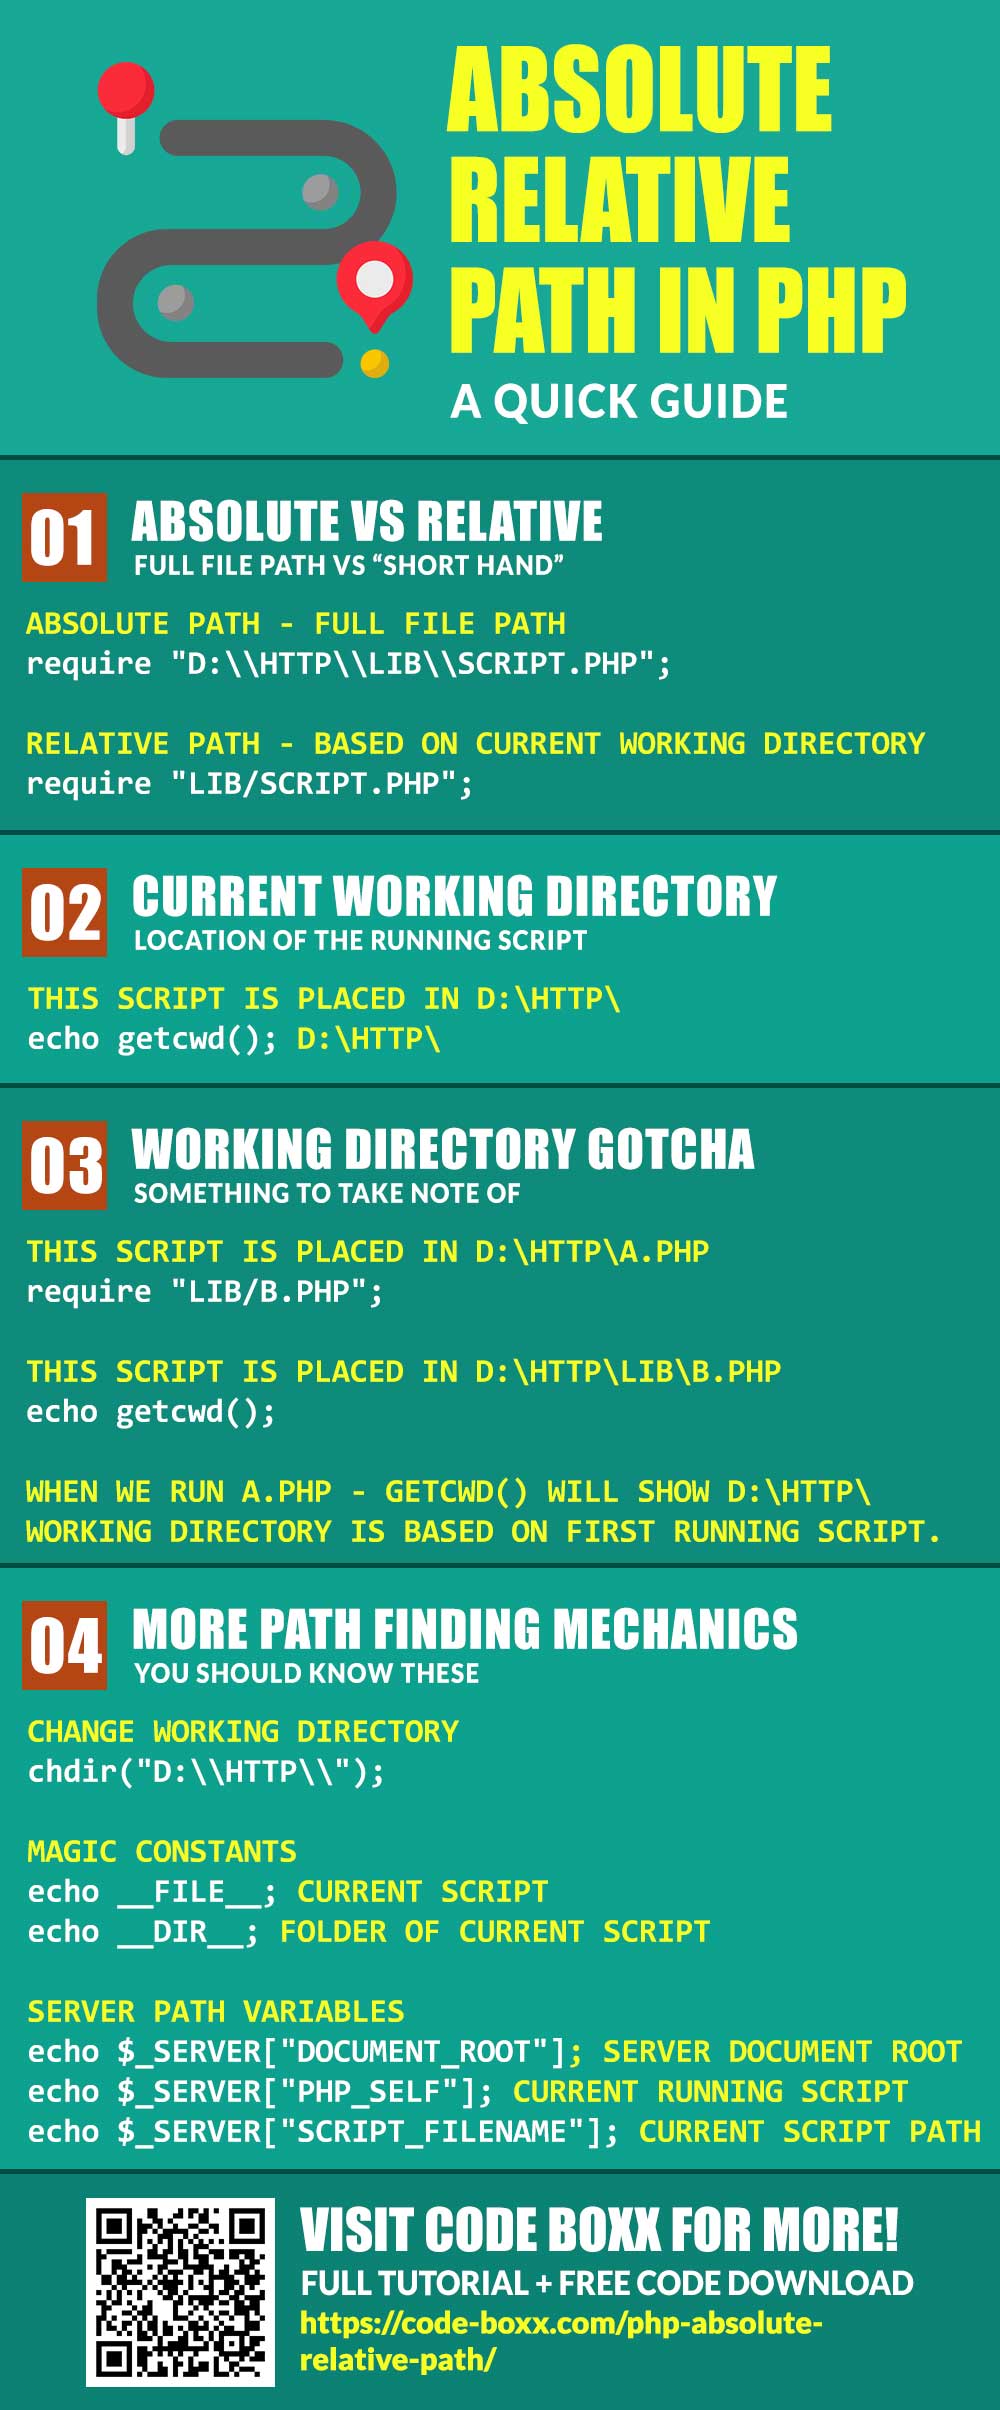 ABSOLUTE
RELATIVE
PATH IN PHP
A QUICK GUIDE
01
ABSOLUTE VS RELATIVE
FULL FILE PATH VS “SHORT HAND”
ABSOLUTE PATH - FULL FILE PATH
require "D:\\HTTP\\LIB\\SCRIPT.PHP";
RELATIVE PATH - BASED ON CURRENT WORKING DIRECTORY
require "LIB/SCRIPT.PHP";
02
CURRENT WORKING DIRECTORY
LOCATION OF THE RUNNING SCRIPT
THIS SCRIPT IS PLACED IN D:\HTTP\
echo getcwd(); D:\HTTP\
03
WORKING DIRECTORY GOTCHA
SOMETHING TO TAKE NOTE OF
THIS SCRIPT IS PLACED IN D:\HTTP\A.PHP
require "LIB/B.PHP";
THIS SCRIPT IS PLACED IN D:\HTTP\LIB\B.PHP
echo getcwd();
WHEN WE RUN A.PHP - GETCWD() WILL SHOW D:\HTTP\
WORKING DIRECTORY IS BASED ON FIRST RUNNING SCRIPT.
04
MORE PATH FINDING MECHANICS
YOU SHOULD KNOW THESE
CHANGE WORKING DIRECTORY
chdir("D:\\HTTP\\");
MAGIC CONSTANTS
echo __FILE__; CURRENT SCRIPT
echo __DIR__; FOLDER OF CURRENT SCRIPT
SERVER PATH VARIABLES
echo $_SERVER["DOCUMENT_ROOT"]; SERVER DOCUMENT ROOT
echo $_SERVER["PHP_SELF"]; CURRENT RUNNING SCRIPT
echo $_SERVER["SCRIPT_FILENAME"]; CURRENT SCRIPT PATH
VISIT CODE BOXX FOR MORE!
FULL TUTORIAL + FREE CODE DOWNLOAD
https://code-boxx.com/php-absolute-
relative-path/